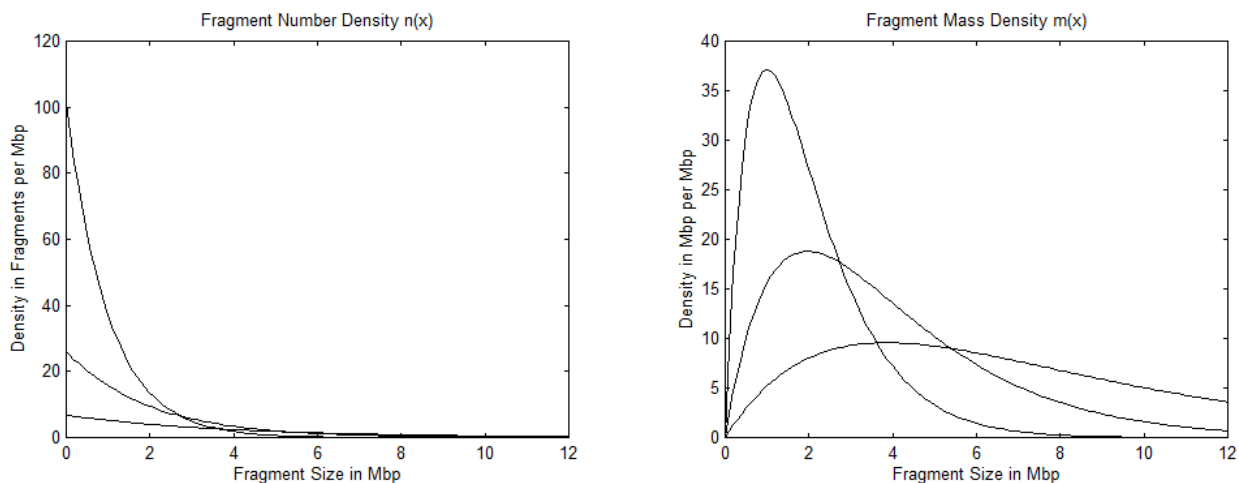 Fragment Number Density n(x)
120
100
80
60
40
20
0
Density in Fragments per Mbp
0 2 4 6 8 10 12
Fragment Size in Mbp
Fragment Mass Density m(x)
40
35
30
25
20
15
10
5
0
Density in Mbp per Mbp
0 2 4 6 8 10 12
Fragment Size in Mbp